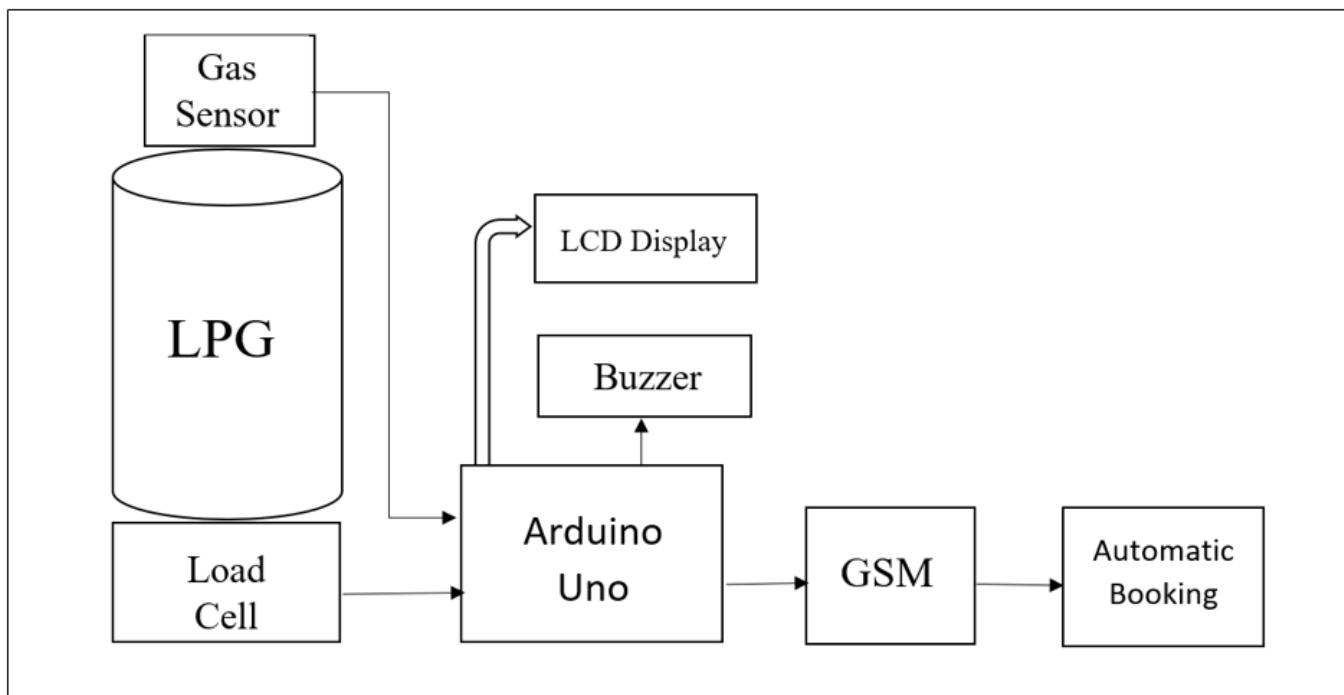 Gas
Sensor
LPG
Load
Cell
LCD Display
Buzzer
Arduino
Uno
GSM
Automatic
Booking